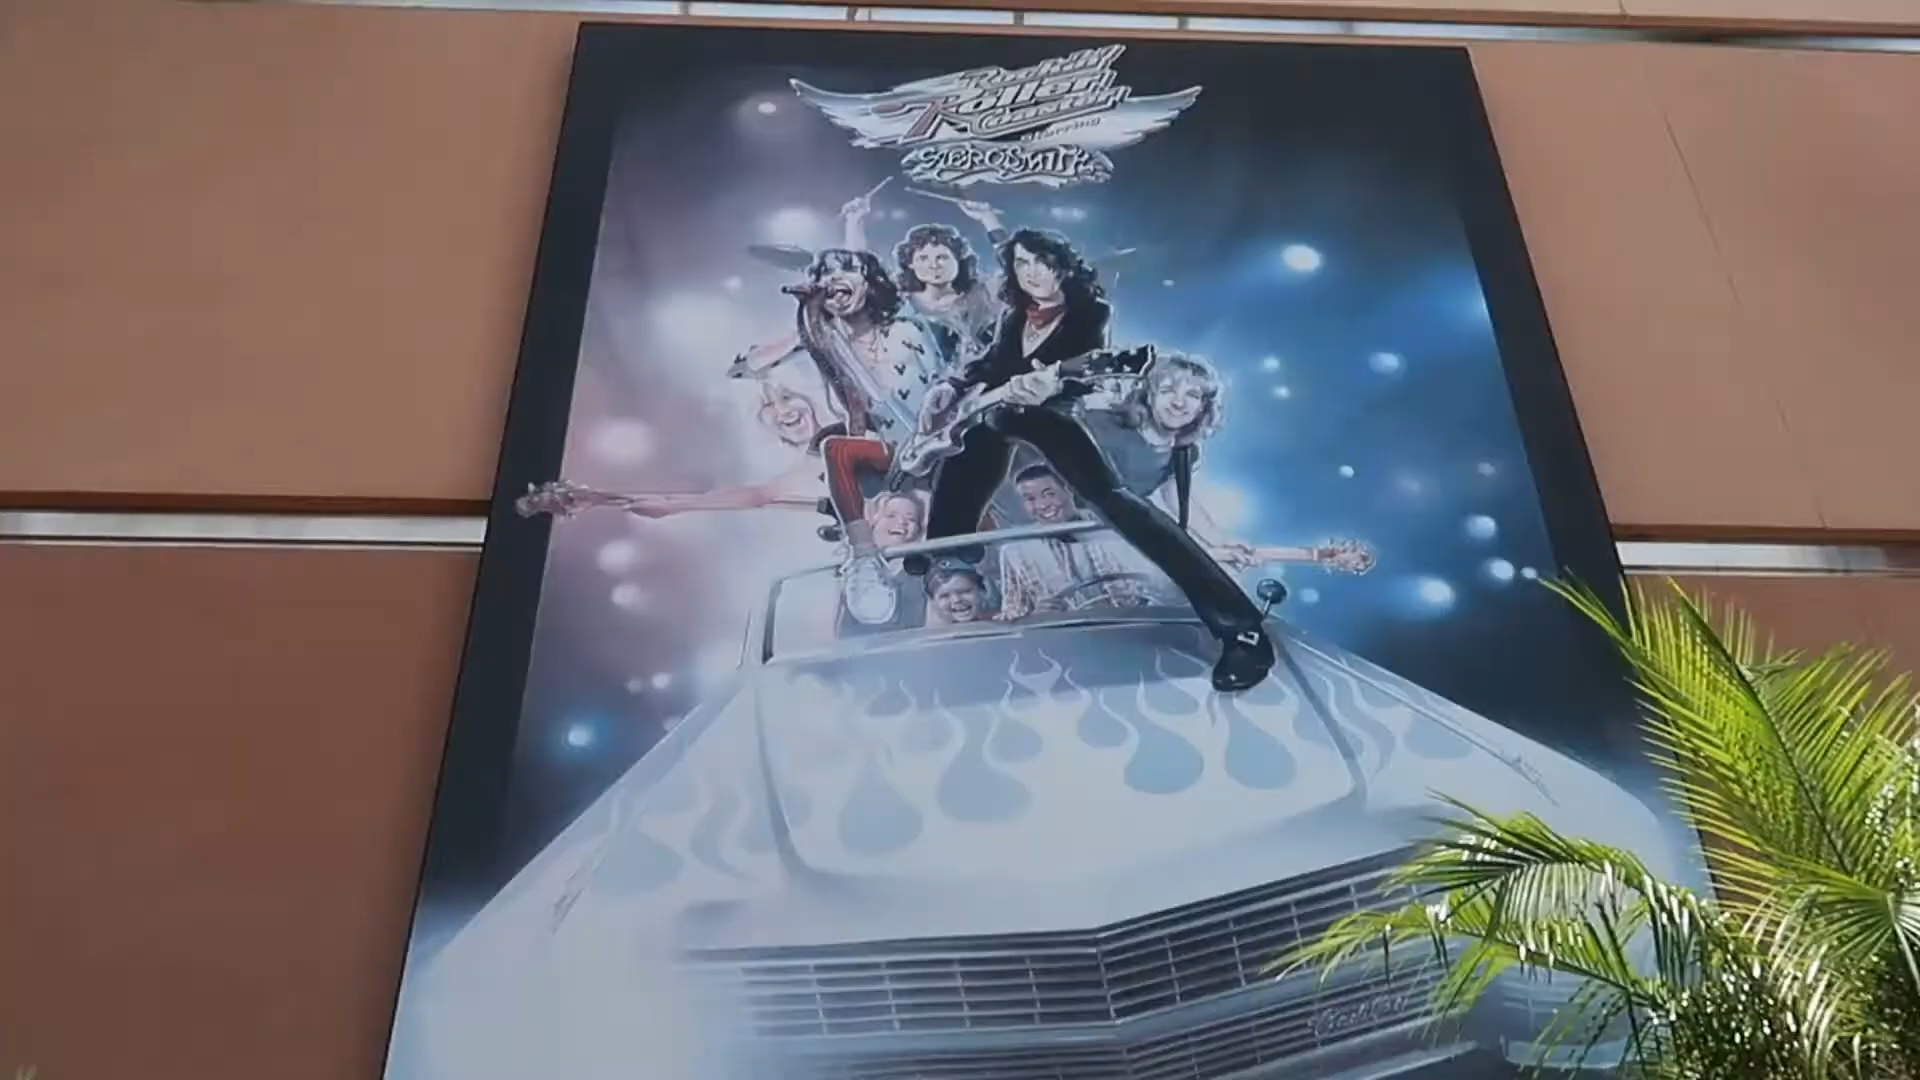 Rock 'n'
Roller
Coaster
Starring
AEROSMITH